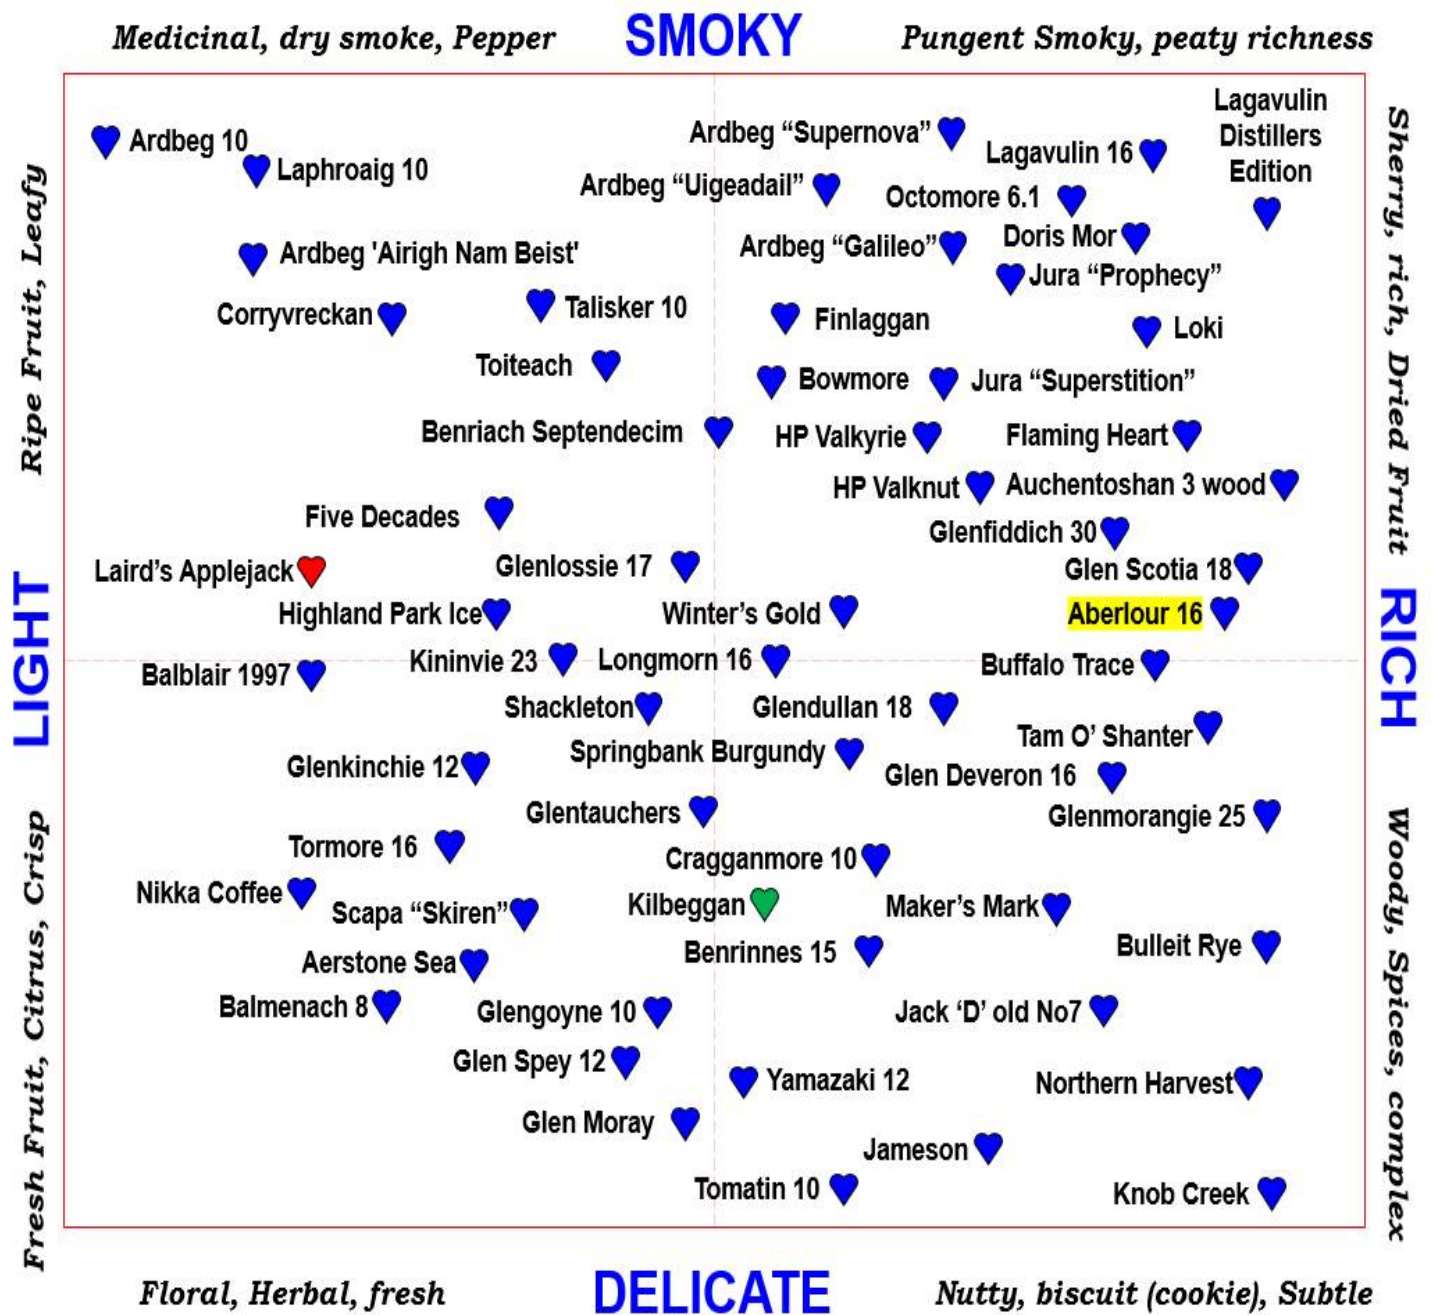 Medicinal, dry smoke, Pepper
SMOKY
Pungent Smoky, peaty richness
Ripe Fruit, Leafy
LIGHT
Fresh Fruit, Citrus, Crisp
Sherry, rich, Dried Fruit
RICH
Woody, Spices, complex
Lagavulin
Distillers
Edition
Ardbeg 10
Ardbeg “Supernova”
Lagavulin 16
Laphroaig 10
Ardbeg “Uigeadail”
Octomore 6.1
Ardbeg 'Airigh Nam Beist'
Ardbeg “Galileo”
Doris Mor
Jura “Prophecy”
Corryvreckan
Talisker 10
Finlaggan
Loki
Toiteach
Bowmore
Jura “Superstition”
Benriach Septendecim
HP Valkyrie
Flaming Heart
HP Valknut
Auchentoshan 3 wood
Five Decades
Glenfiddich 30
Laird’s Applejack
Glenlossie 17
Glen Scotia 18
Highland Park Ice
Winter’s Gold
Aberlour 16
Balblair 1997
Kininvie 23
Longmorn 16
Buffalo Trace
Shackleton
Glendullan 18
Tam O’ Shanter
Springbank Burgundy
Glenkinchie 12
Glen Deveron 16
Glentauchers
Glenmorangie 25
Tormore 16
Cragganmore 10
Nikka Coffee
Scapa “Skiren”
Kilbeggan
Maker’s Mark
Aerstone Sea
Benrinnes 15
Bulleit Rye
Balmenach 8
Glengoyne 10
Jack ‘D’ old No7
Glen Spey 12
Yamazaki 12
Northern Harvest
Glen Moray
Jameson
Tomatin 10
Knob Creek
Floral, Herbal, fresh
DELICATE
Nutty, biscuit (cookie), Subtle